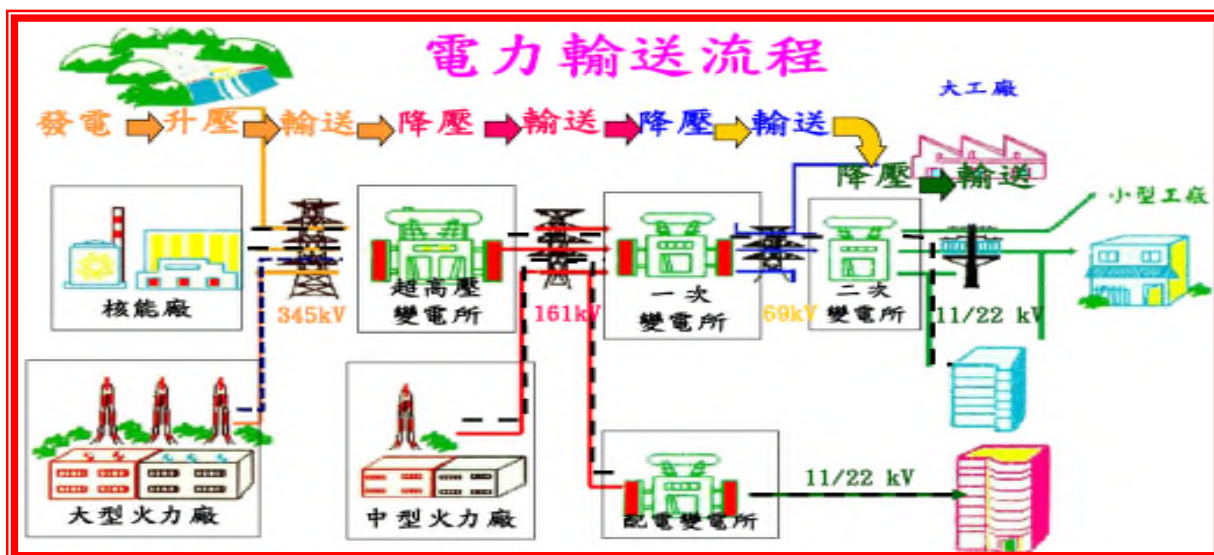 電力輸送流程
大工廠
發電 升壓 輸送 降壓 輸送 降壓 輸送
降壓 輸送
小型工廠
核能廠
345kV
超高壓
變電所
161kV
一次
變電所
69kV
二次
變電所
11/22 kV
大型火力廠
中型火力廠
配電變電所
11/22 kV